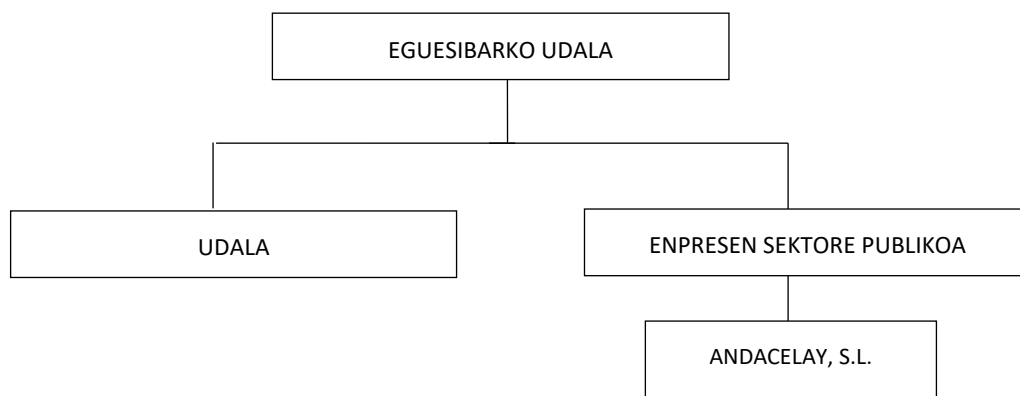 EGUESIBARKO UDALA
UDALA
ENPRESEN SEKTORE PUBLIKOA
ANDACELAY, S.L.